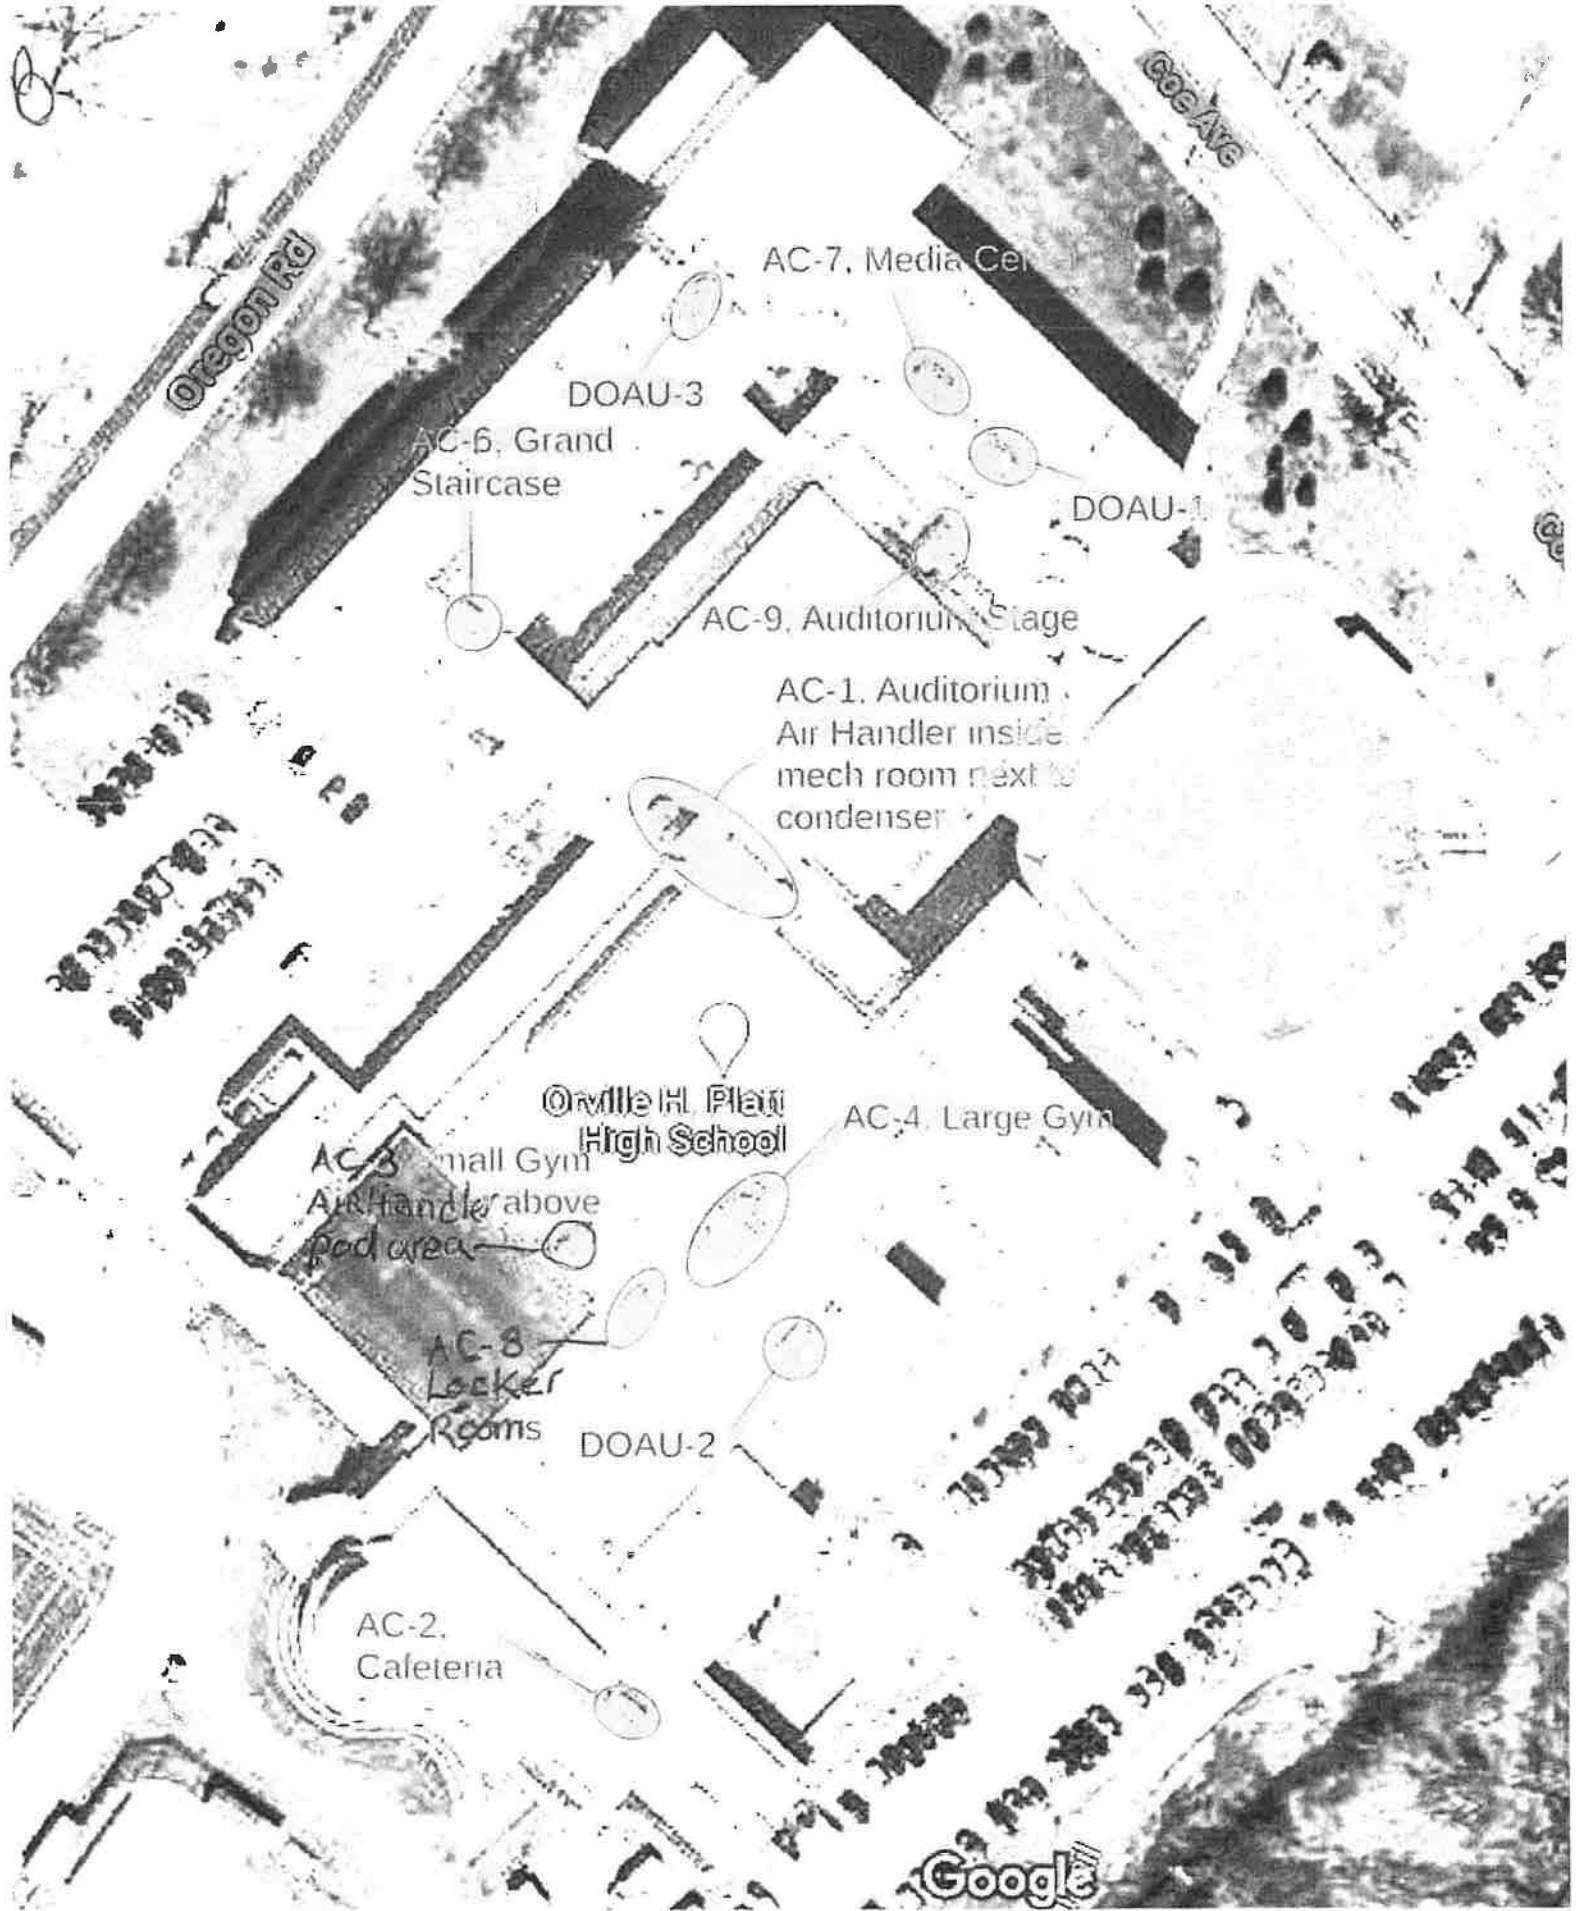 Coe Ave
Oregon Rd
AC-7, Media Cen
DOAU-3
AC-6, Grand
Staircase
DOAU-1
AC-9, Auditorium Stage
AC-1, Auditorium
Air Handler inside
mech room next to
condenser
Orville H. Platt
High School
AC-4, Large Gym
AC-3 mall Gym
Air Handler above
pod area
AC-8
Locker
Rooms
DOAU-2
AC-2,
Cafeteria
Google